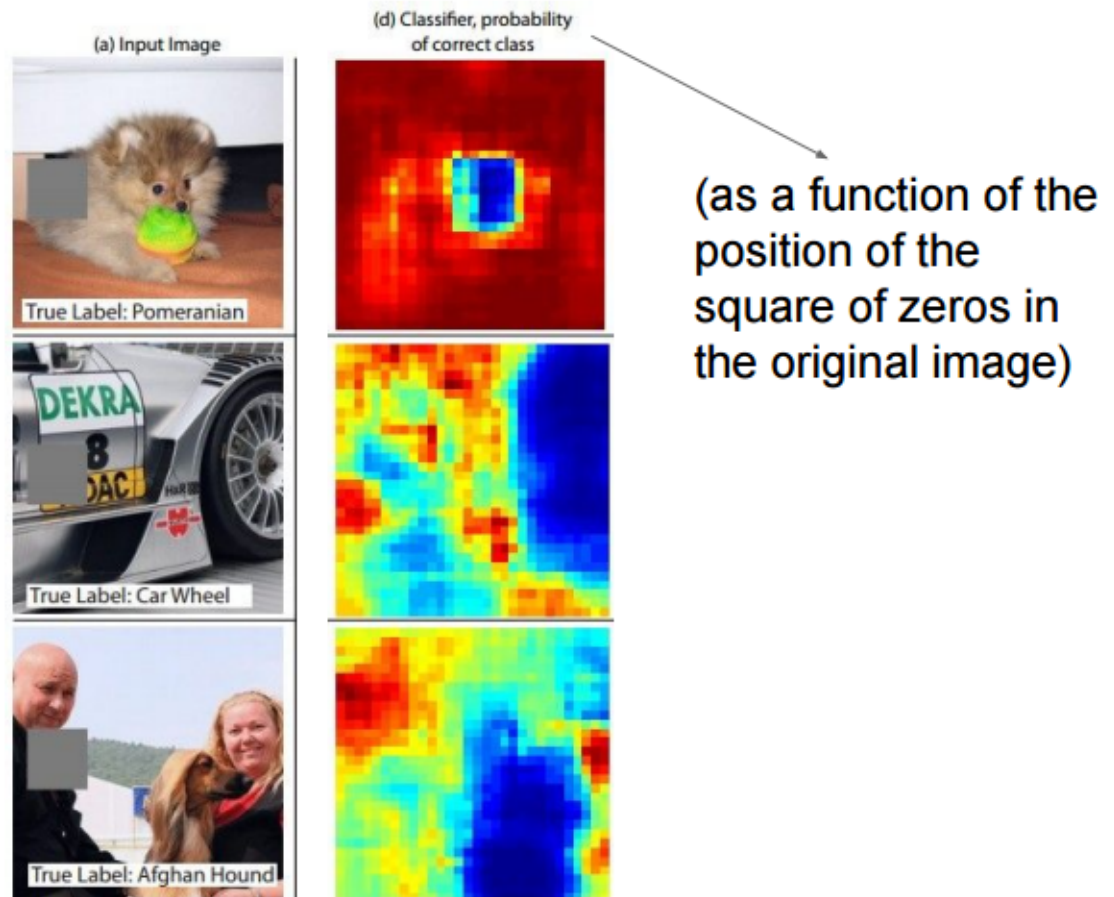 (a) Input Image
(d) Classifier, probability
of correct class
(as a function of the
position of the
square of zeros in
the original image)
True Label: Pomeranian
DEKRA
8
DAC
H&R
True Label: Car Wheel
True Label: Afghan Hound